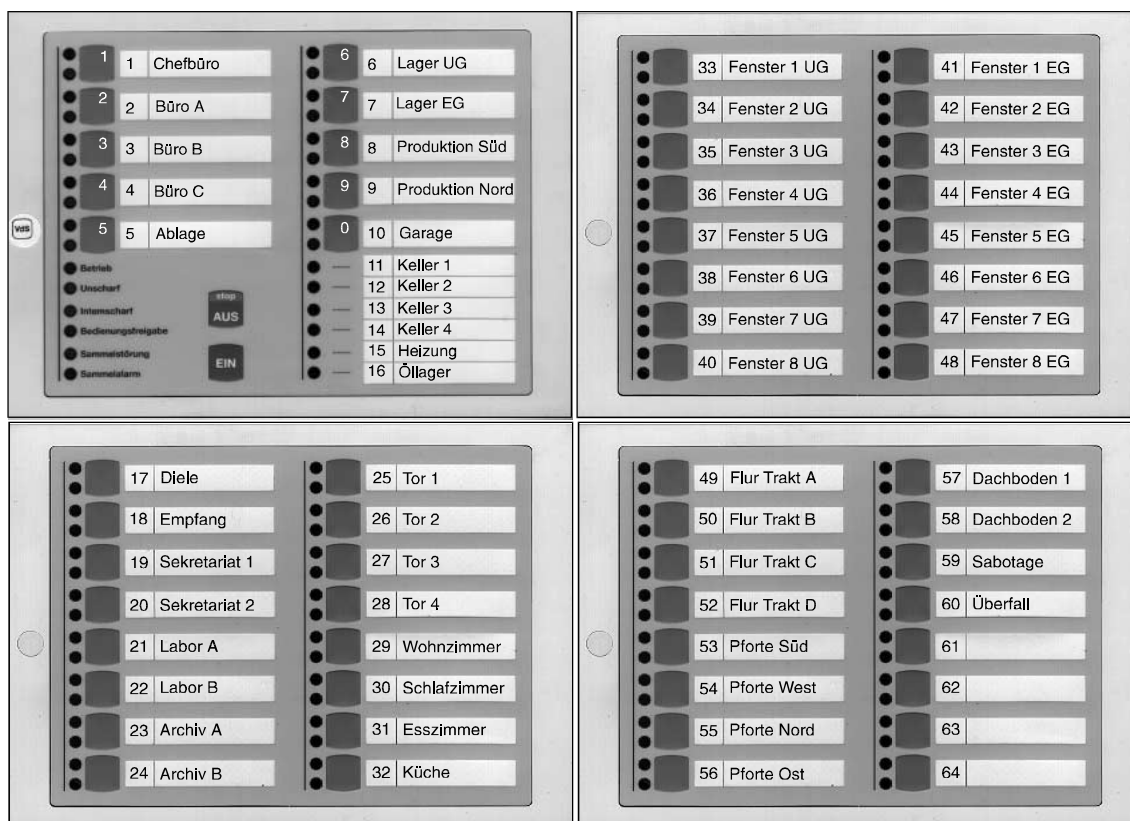 1 1 Chefbüro
2 2 Büro A
3 3 Büro B
4 4 Büro C
5 5 Ablage
VdS
Betrieb
Unscharf
Internscharf
Bedienungsfreigabe
Sammelstörung
Sammelalarm
stop
AUS
EIN
6 6 Lager UG
7 7 Lager EG
8 8 Produktion Süd
9 9 Produktion Nord
0 10 Garage
11 Keller 1
12 Keller 2
13 Keller 3
14 Keller 4
15 Heizung
16 Öllager
33 Fenster 1 UG
34 Fenster 2 UG
35 Fenster 3 UG
36 Fenster 4 UG
37 Fenster 5 UG
38 Fenster 6 UG
39 Fenster 7 UG
40 Fenster 8 UG
41 Fenster 1 EG
42 Fenster 2 EG
43 Fenster 3 EG
44 Fenster 4 EG
45 Fenster 5 EG
46 Fenster 6 EG
47 Fenster 7 EG
48 Fenster 8 EG
17 Diele
18 Empfang
19 Sekretariat 1
20 Sekretariat 2
21 Labor A
22 Labor B
23 Archiv A
24 Archiv B
25 Tor 1
26 Tor 2
27 Tor 3
28 Tor 4
29 Wohnzimmer
30 Schlafzimmer
31 Esszimmer
32 Küche
49 Flur Trakt A
50 Flur Trakt B
51 Flur Trakt C
52 Flur Trakt D
53 Pforte Süd
54 Pforte West
55 Pforte Nord
56 Pforte Ost
57 Dachboden 1
58 Dachboden 2
59 Sabotage
60 Überfall
61
62
63
64